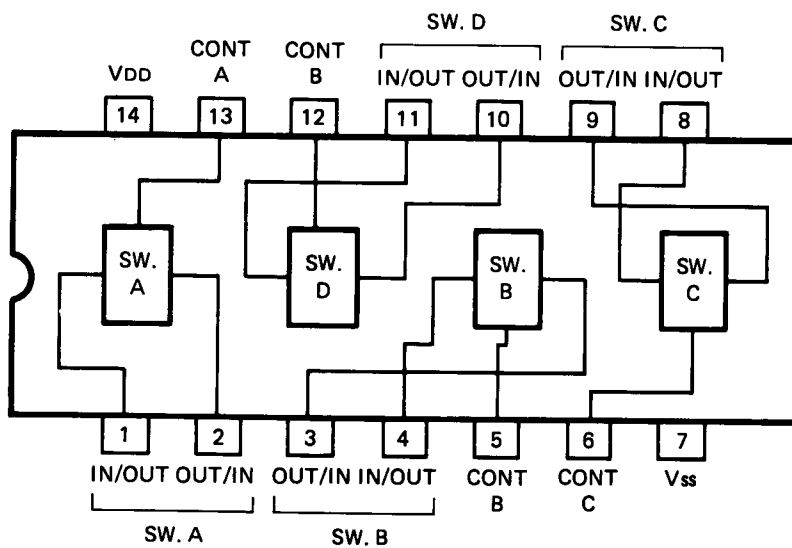 SW. D SW. C
CONT A CONT B
VDD IN/OUT OUT/IN OUT/IN IN/OUT
14 13 12 11 10 9 8
SW. A
SW. D
SW. B
SW. C
1 2 3 4 5 6 7
IN/OUT OUT/IN OUT/IN IN/OUT CONT B CONT C Vss
SW. A SW. B